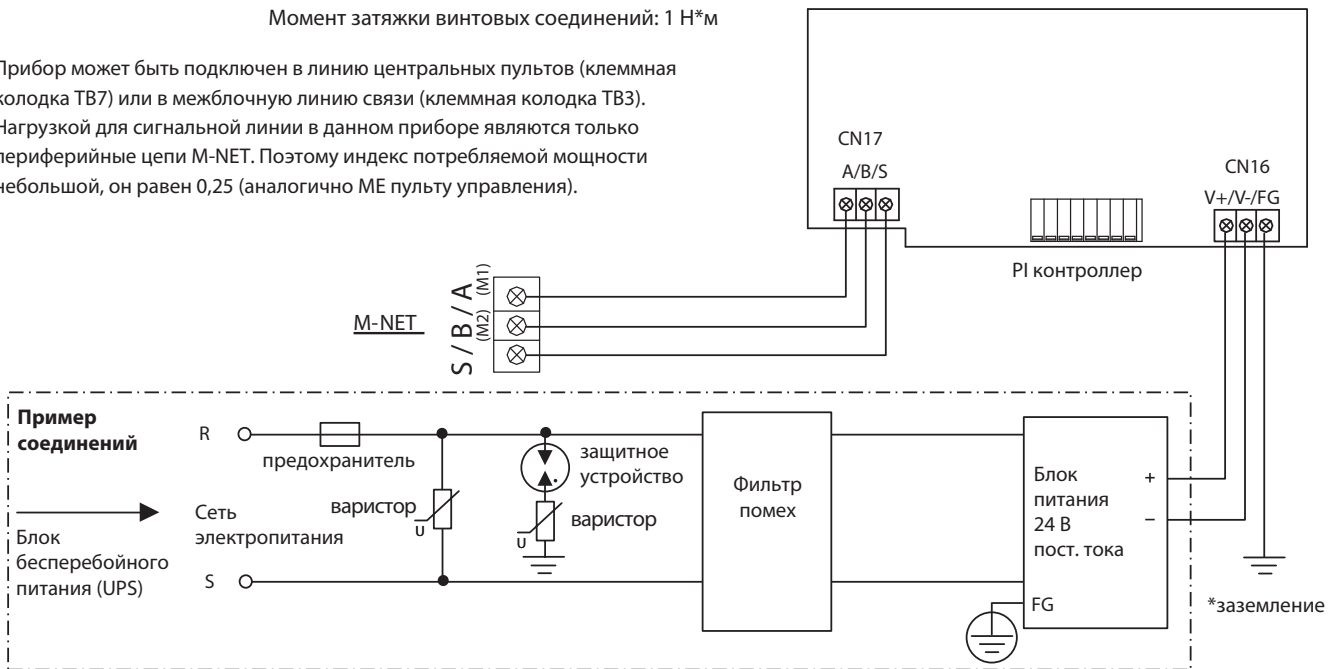 Момент затяжки винтовых соединений: 1 Н*м
Прибор может быть подключен в линию центральных пультов (клеммная
колодка TB7) или в межблочную линию связи (клеммная колодка TB3).
Нагрузкой для сигнальной линии в данном приборе являются только
периферийные цепи M-NET. Поэтому индекс потребляемой мощности
небольшой, он равен 0,25 (аналогично ME пульту управления).
CN17
A/B/S
CN16
V+/V-/FG
PI контроллер
M-NET
S / B / A
(M2) (M1)
Пример
соединений
R
предохранитель
варистор
U
защитное
устройство
варистор
U
Фильтр
помех
Блок
питания
24 В
пост. тока
+
–
FG
*заземление
Сеть
электропитания
Блок
бесперебойного
питания (UPS)
S